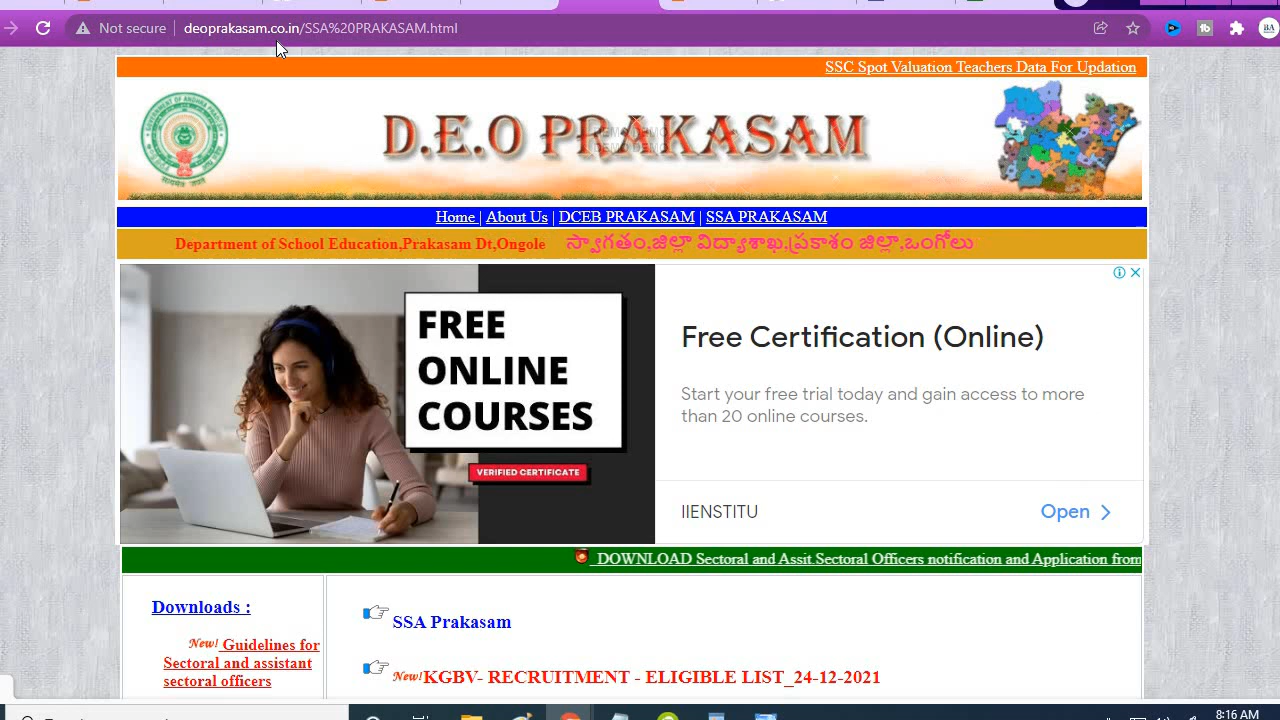 Not secure
deoprakasam.co.in/SSA%20PRAKASAM.html
SSC Spot Valuation Teachers Data For Updation
D.E.O PRAKASAM
Home | About Us | DCEB PRAKASAM | SSA PRAKASAM
Department of School Education,Prakasam Dt,Ongole స్వాగతం,జిల్లా విద్యాశాఖ,ప్రకాశం జిల్లా,ఒంగోలు
FREE
ONLINE
COURSES
VERIFIED CERTIFICATE
Free Certification (Online)
Start your free trial today and gain access to more
than 20 online courses.
IIENSTITU
Open
DOWNLOAD Sectoral and Assit.Sectoral Officers notification and Application from
Downloads :
New! Guidelines for
Sectoral and assistant
sectoral officers
SSA Prakasam
New! KGBV- RECRUITMENT - ELIGIBLE LIST_24-12-2021
8:16 AM